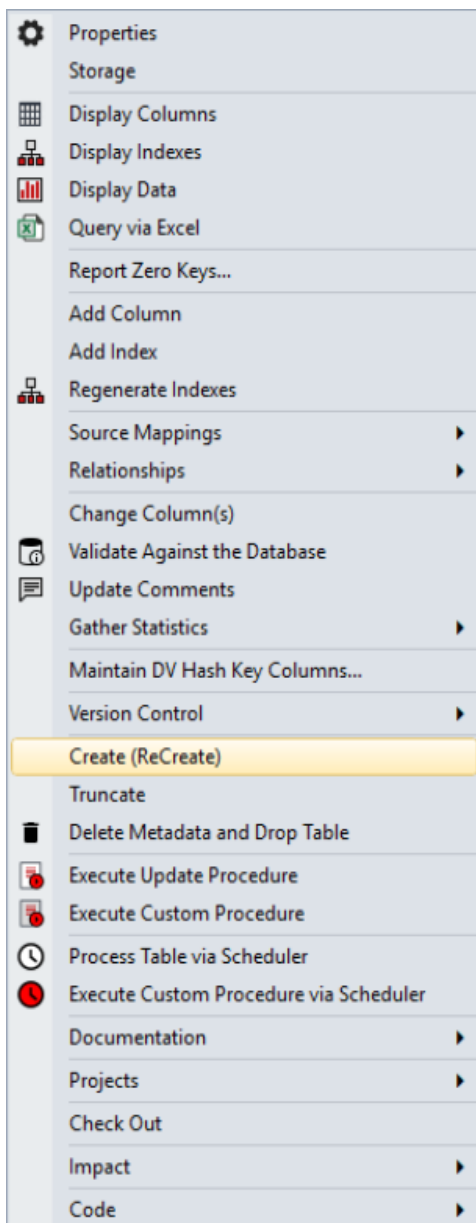 Properties
Storage
Display Columns
Display Indexes
Display Data
Query via Excel
Report Zero Keys...
Add Column
Add Index
Regenerate Indexes
Source Mappings
Relationships
Change Column(s)
Validate Against the Database
Update Comments
Gather Statistics
Maintain DV Hash Key Columns...
Version Control
Create (ReCreate)
Truncate
Delete Metadata and Drop Table
Execute Update Procedure
Execute Custom Procedure
Process Table via Scheduler
Execute Custom Procedure via Scheduler
Documentation
Projects
Check Out
Impact
Code